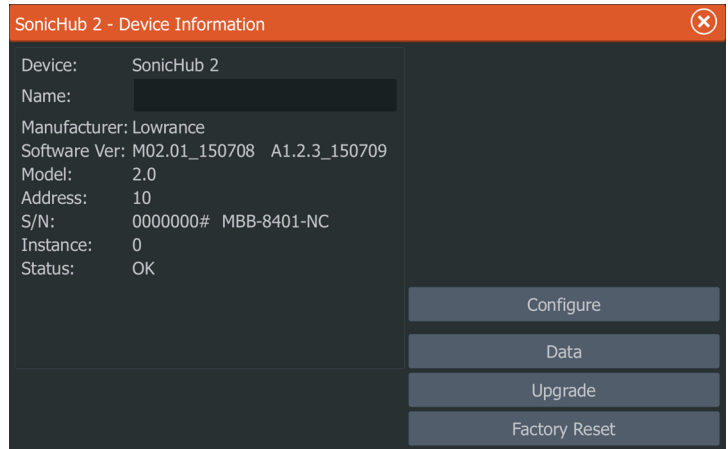 SonicHub 2 - Device Information
Device: SonicHub 2
Name:
Manufacturer: Lowrance
Software Ver: M02.01_150708 A1.2.3_150709
Model: 2.0
Address: 10
S/N: 0000000# MBB-8401-NC
Instance: 0
Status: OK
Configure
Data
Upgrade
Factory Reset